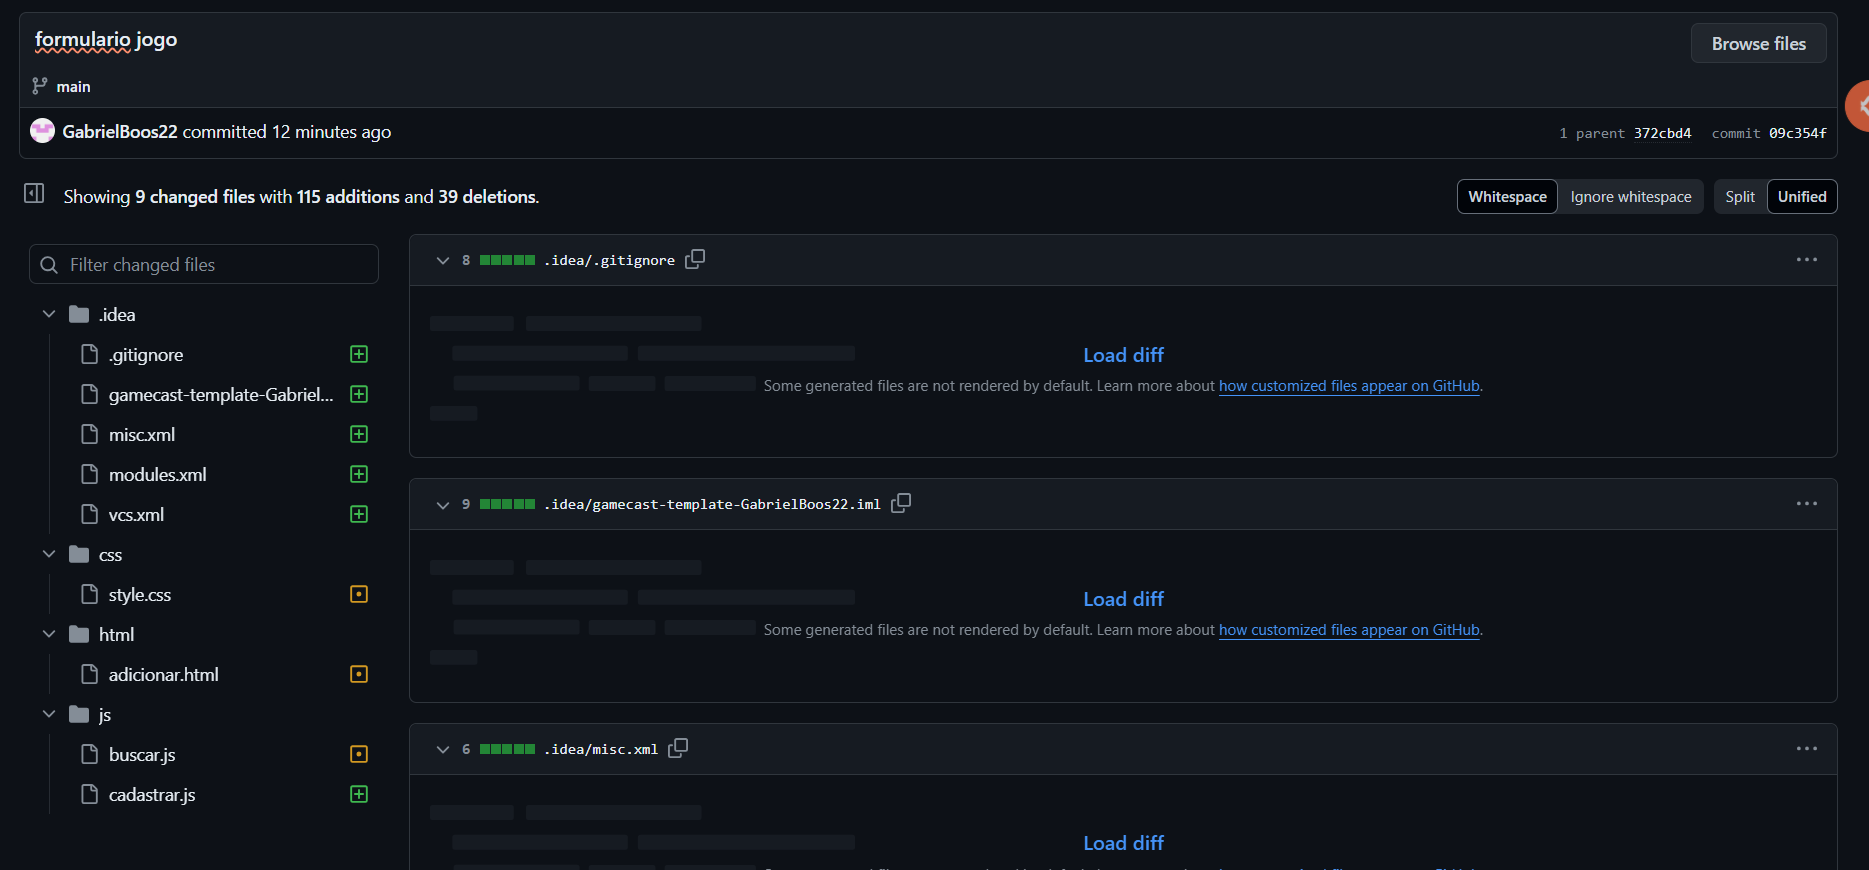 formulario jogo
Browse files
main
GabrielBoos22 committed 12 minutes ago
1 parent 372cbd4 commit 09c354f
Showing 9 changed files with 115 additions and 39 deletions.
Whitespace Ignore whitespace Split Unified
Filter changed files
.idea
.gitignore
gamecast-template-Gabriel...
misc.xml
modules.xml
vcs.xml
css
style.css
html
adicionar.html
js
buscar.js
cadastrar.js
8 .idea/.gitignore
Load diff
Some generated files are not rendered by default. Learn more about how customized files appear on GitHub.
9 .idea/gamecast-template-GabrielBoos22.iml
Load diff
Some generated files are not rendered by default. Learn more about how customized files appear on GitHub.
6 .idea/misc.xml
Load diff